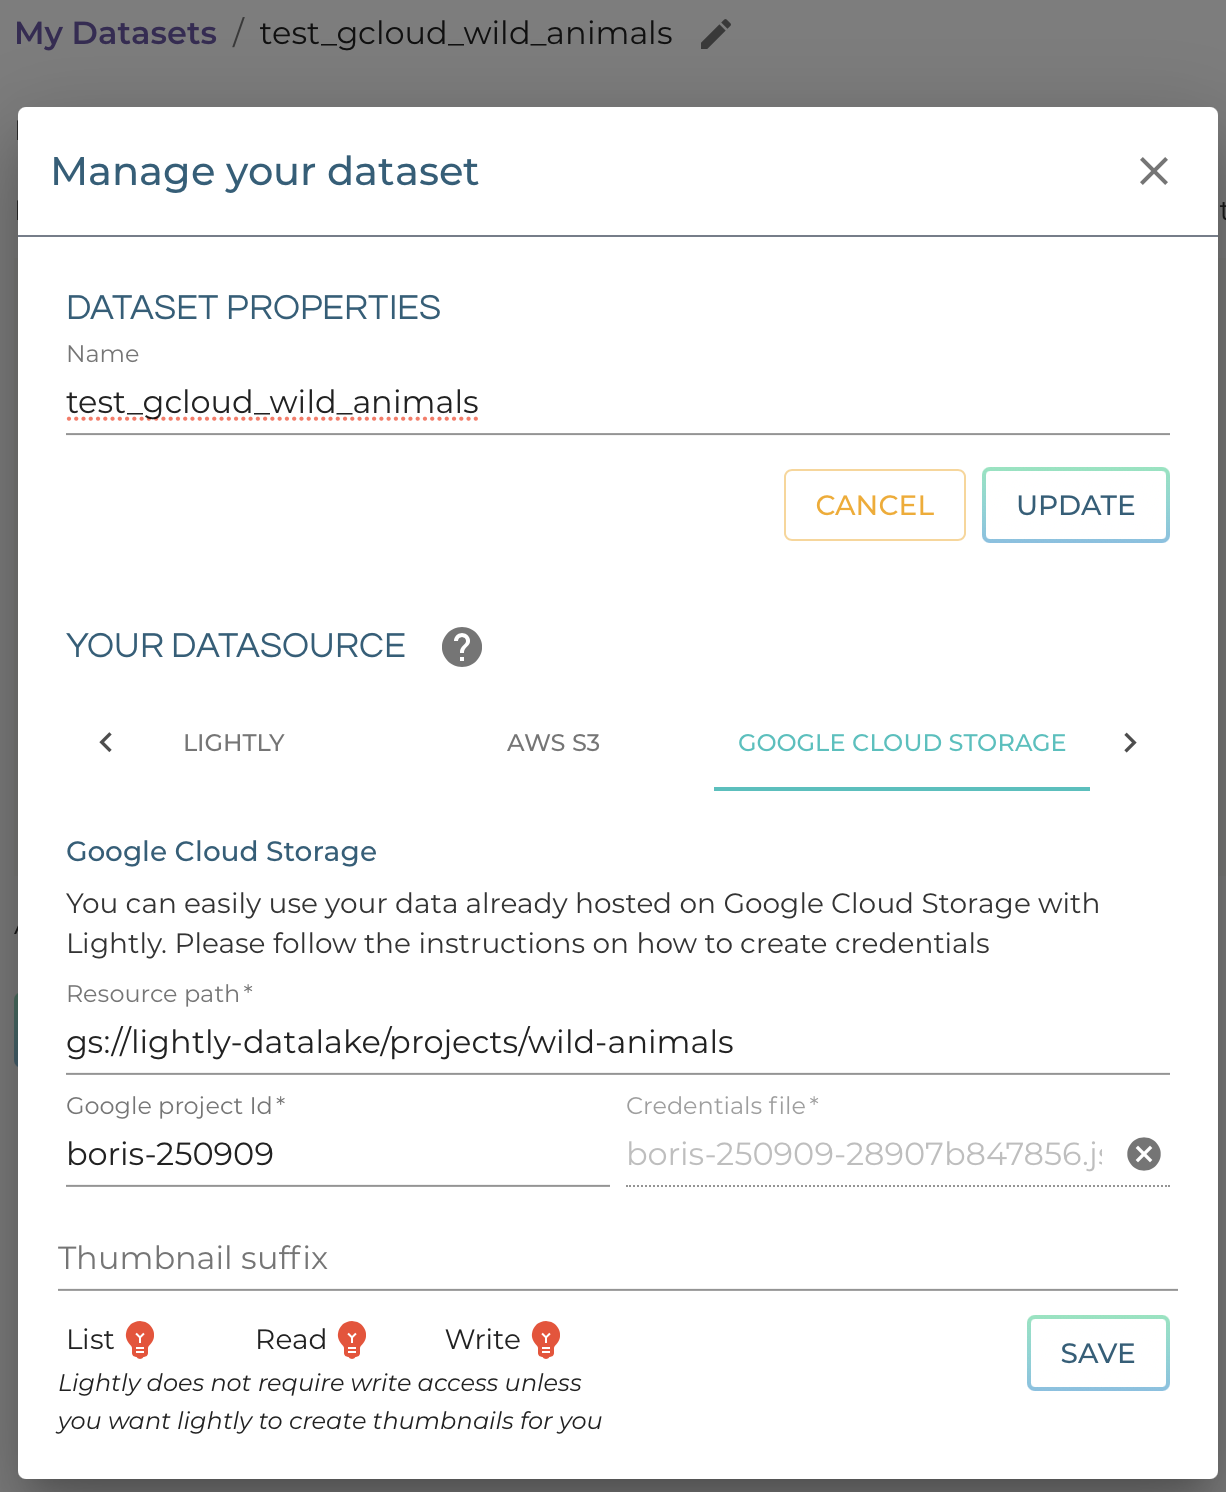 My Datasets / test_gcloud_wild_animals
Manage your dataset
DATASET PROPERTIES
Name
test_gcloud_wild_animals
CANCEL UPDATE
YOUR DATASOURCE ?
LIGHTLY AWS S3 GOOGLE CLOUD STORAGE
Google Cloud Storage
You can easily use your data already hosted on Google Cloud Storage with
Lightly. Please follow the instructions on how to create credentials
Resource path*
gs://lightly-datalake/projects/wild-animals
Google project Id* Credentials file*
boris-250909 boris-250909-28907b847856.js
Thumbnail suffix
List Read Write
SAVE
Lightly does not require write access unless
you want lightly to create thumbnails for you